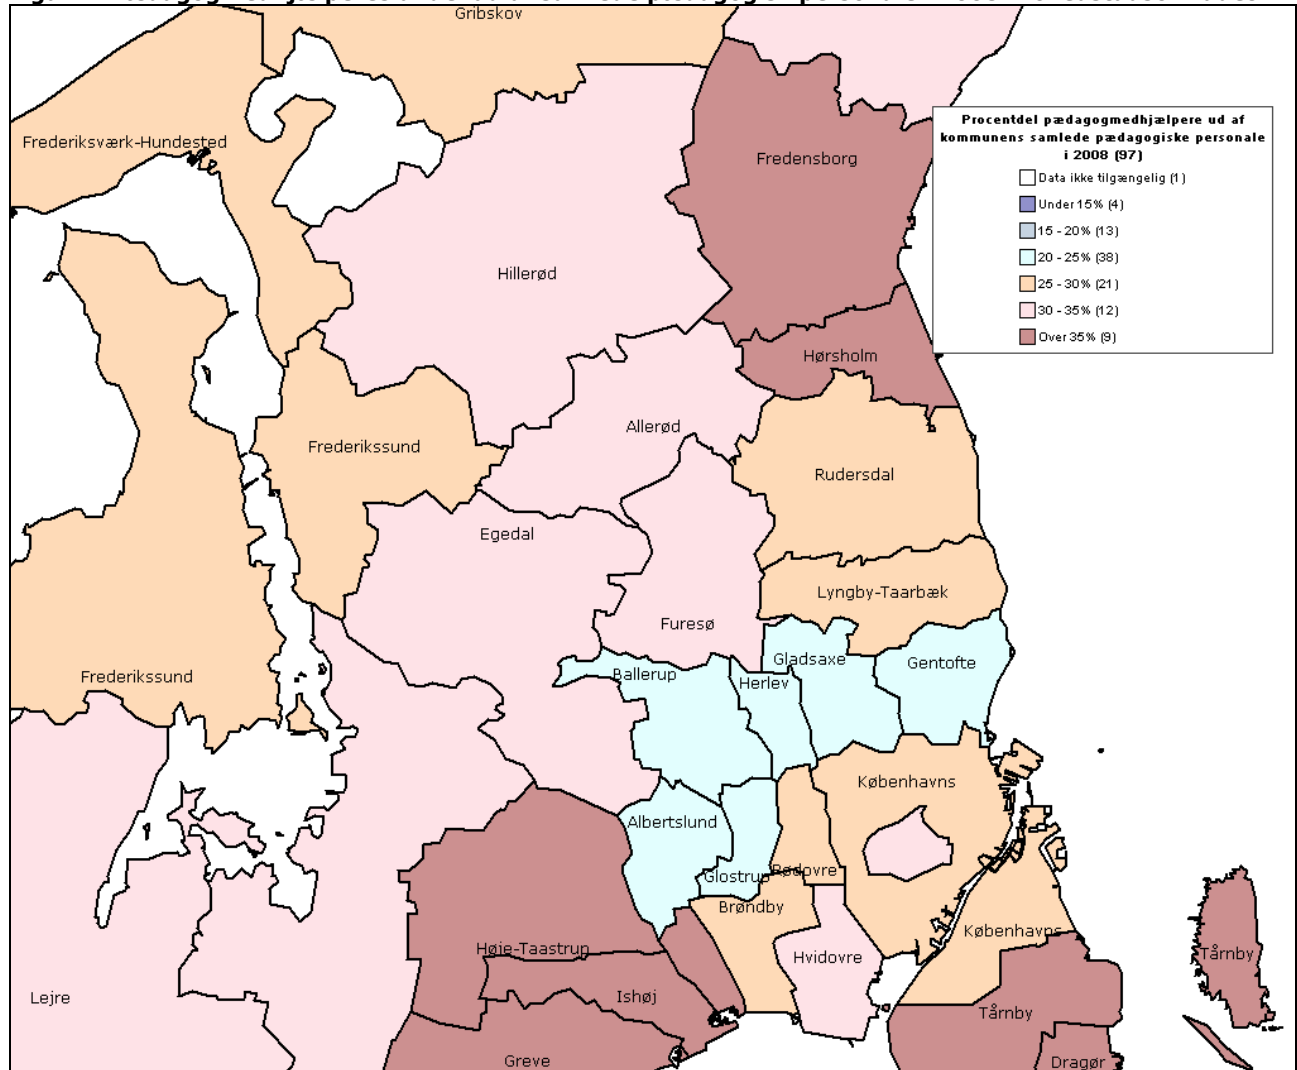 Gribskov
Frederiksværk-Hundested
Fredensborg
Procentdel pædagogmedhjælpere ud af
kommunens samlede pædagogiske personale
i 2008 (97)
Data ikke tilgængelig (1)
Under 15% (4)
15 - 20% (13)
20 - 25% (38)
25 - 30% (21)
30 - 35% (12)
Over 35% (9)
Hillerød
Hørsholm
Allerød
Frederikssund
Rudersdal
Egedal
Lyngby-Taarbæk
Furesø
Gladsaxe
Gentofte
Frederikssund
Ballerup
Herlev
Københavns
Albertslund
Glostrup
Rødovre
Brøndby
Københavns
Høje-Taastrup
Hvidovre
Tårnby
Lejre
Ishøj
Tårnby
Greve
Dragør